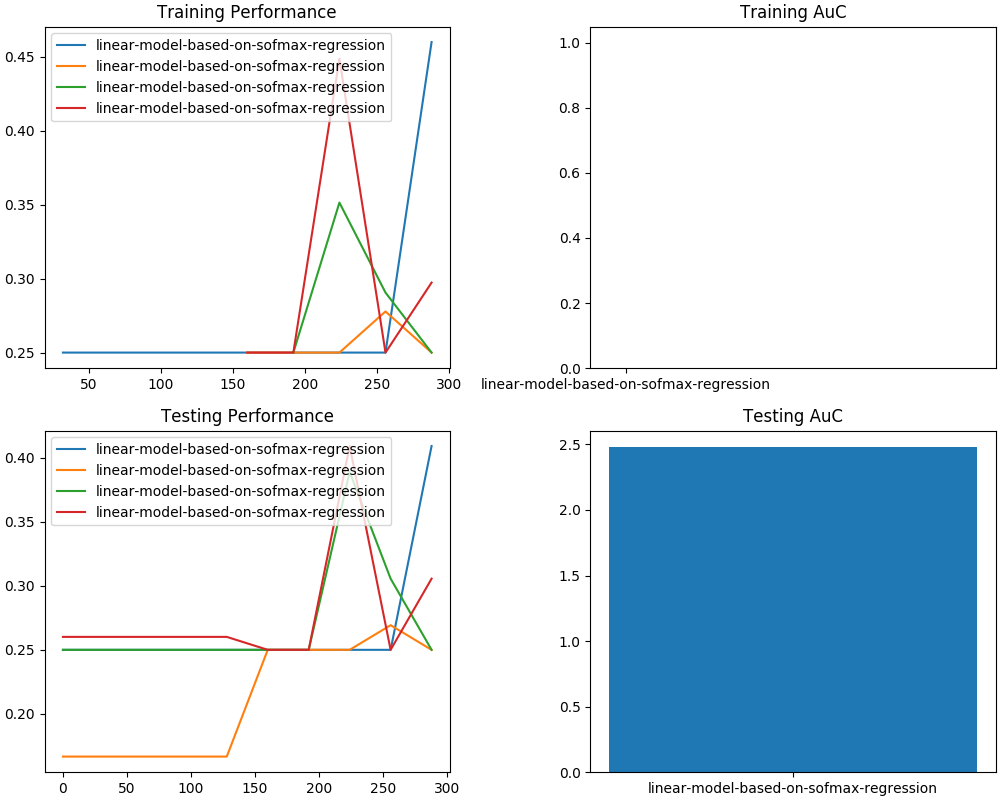 Training Performance
linear-model-based-on-sofmax-regression
linear-model-based-on-sofmax-regression
linear-model-based-on-sofmax-regression
linear-model-based-on-sofmax-regression
0.45
0.40
0.35
0.30
0.25
50 100 150 200 250 300
Training AuC
1.0
0.8
0.6
0.4
0.2
0.0
linear-model-based-on-sofmax-regression
Testing Performance
linear-model-based-on-sofmax-regression
linear-model-based-on-sofmax-regression
linear-model-based-on-sofmax-regression
linear-model-based-on-sofmax-regression
0.40
0.35
0.30
0.25
0.20
0 50 100 150 200 250 300
Testing AuC
2.5
2.0
1.5
1.0
0.5
0.0
linear-model-based-on-sofmax-regression